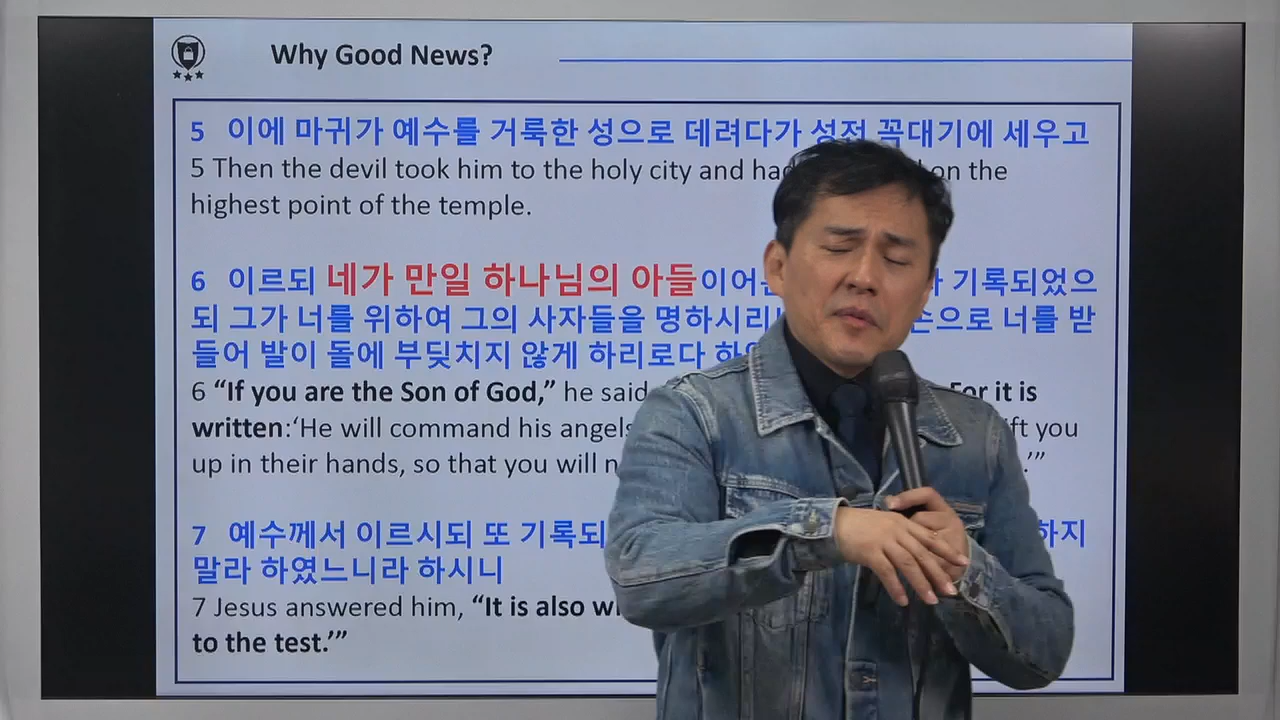 Why Good News?
5 이에 마귀가 예수를 거룩한 성으로 데려다가 성전 꼭대기에 세우고
5 Then the devil took him to the holy city and had on the
highest point of the temple.
6 이르되 네가 만일 하나님의 아들이어든 기록되었으
되 그가 너를 위하여 그의 사자들을 명하시리니 손으로 너를 받
들어 발이 돌에 부딪치지 않게 하리로다
6 “If you are the Son of God,” he said For it is
written:‘He will command his angels you
up in their hands, so that you will .’”
7 예수께서 이르시되 또 기록되 하지
말라 하였느니라 하시니
7 Jesus answered him, “It is also
to the test.’”